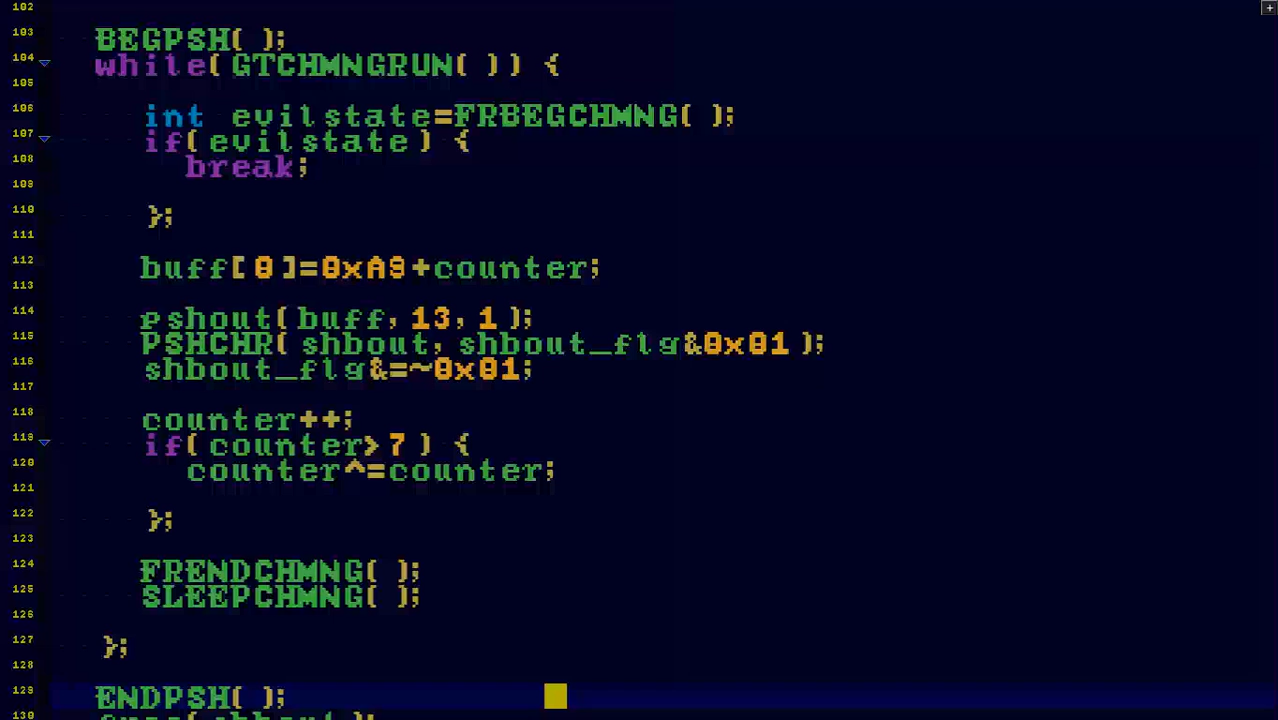 102
103 BEGPSH( );
104 while( GTCHMNGRUN( )) {
105
106 int evilstate=FRBEGCHMNG( );
107 if( evilstate ) {
108 break;
109
110 };
111
112 buff[ 0 ]=0xA9+counter;
113
114 pshout( buff, 13, 1 );
115 PSHCHR( shbout, shbout_flg&0x01 );
116 shbout_flg&=~0x01;
117
118 counter++;
119 if( counter> 7 ) {
120 counter^=counter;
121
122 };
123
124 FRENDCHMNG( );
125 SLEEPCHMNG( );
126
127 };
128
129 ENDPSH( );
130